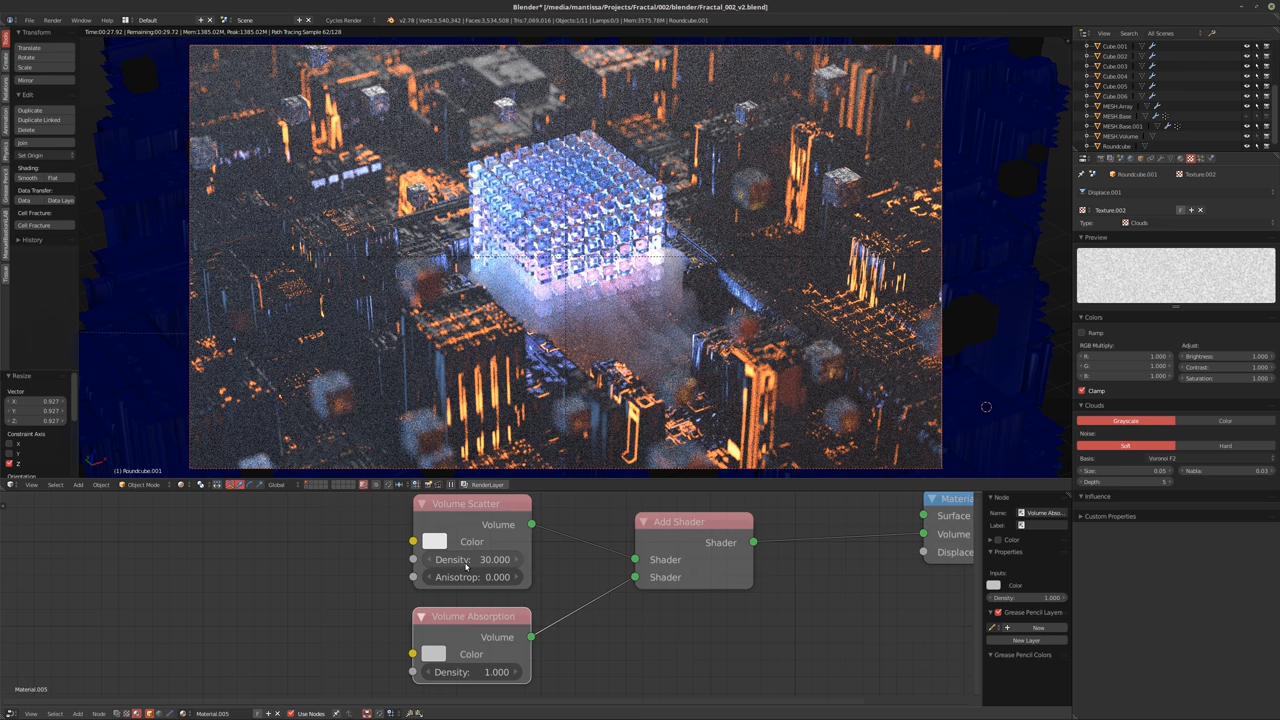 Blender* [/media/mantissa/Projects/Fractal/002/blender/Fractal_002_v2.blend]
File Render Window Help Default Scene Cycles Render v2.78 | Verts:3,540,342 | Faces:3,534,508 | Tris:7,069,016 | Objects:1/11 | Lamps:0/3 | Mem:3575.78M | Roundcube.001
Time:00:27.92 | Remaining:00:29.72 | Mem:1385.02M, Peak:1385.02M | Path Tracing Sample 62/128
Tools
Create
Relations
Animation
Physics
Grease Pencil
Tissue
Transform
Translate
Rotate
Scale
Mirror
Edit
Duplicate
Duplicate Linked
Delete
Join
Set Origin
Shading:
Smooth Flat
Data Transfer:
Data Data Layo
Cell Fracture:
Cell Fracture
History
Resize
Vector
X: 0.927
Y: 0.927
Z: 0.927
Constraint Axis
X
Y
Z
Orientation
(1) Roundcube.001
View Select Add Object Object Mode Global RenderLayer
View Search All Scenes
Cube.001
Cube.002
Cube.003
Cube.004
Cube.005
Cube.006
MESH.Array
MESH.Base
MESH.Base.001
MESH.Volume
Roundcube
Roundcube.001 Texture.002
Displace.001
Texture.002 F
Type: Clouds
Preview
Colors
Ramp
RGB Multiply: Adjust:
R: 1.000 Brightness: 1.000
G: 1.000 Contrast: 1.000
B: 1.000 Saturation: 1.000
Clamp
Clouds
Grayscale Color
Noise:
Soft Hard
Basis: Voronoi F2
Size: 0.05 Nabla: 0.03
Depth: 5
Influence
Custom Properties
Volume Scatter
Volume
Color
Density: 30.000
Anisotrop: 0.000
Volume Absorption
Volume
Color
Density: 1.000
Add Shader
Shader
Shader
Shader
Materia
Surface
Volume
Displace
Node
Name: Volume Abso...
Label:
Color
Properties
Inputs:
Color
Density: 1.000
Grease Pencil Layers
New
New Layer
Grease Pencil Colors
Material.005
View Select Add Node Material.005 F Use Nodes